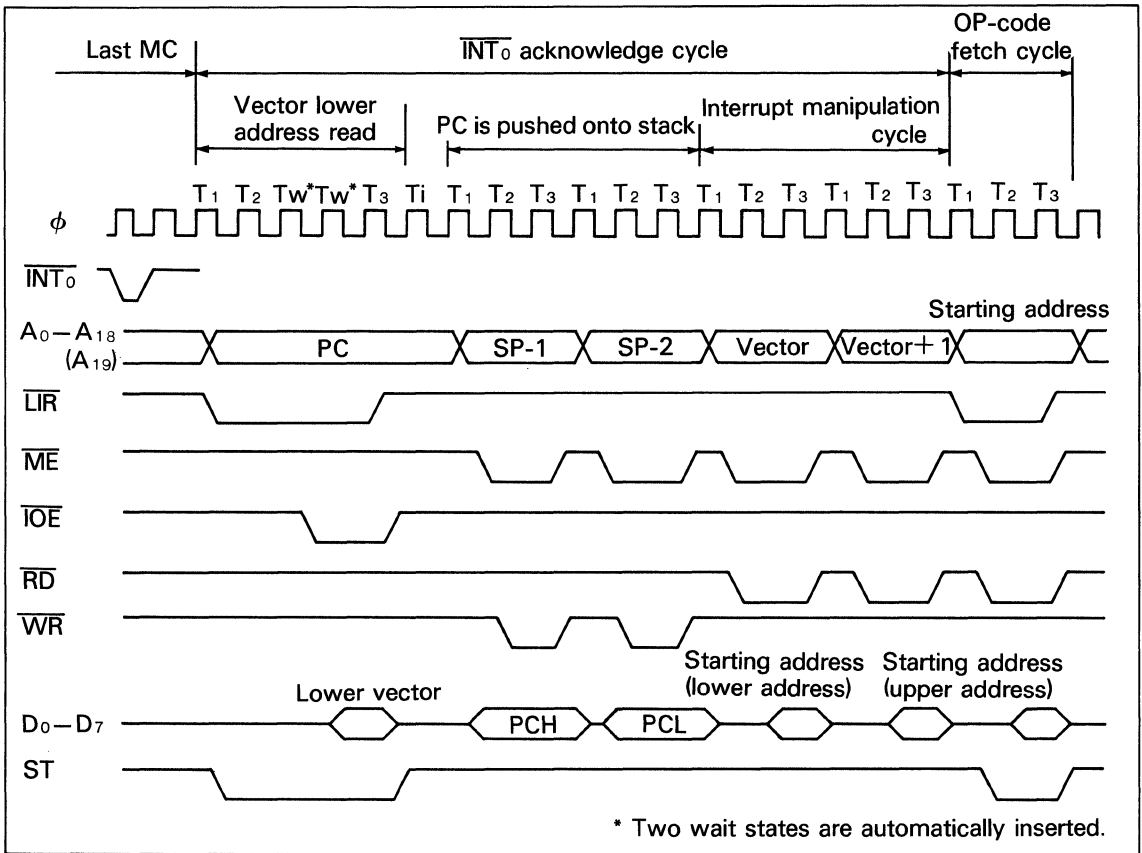 Last MC
INT₀ acknowledge cycle
OP-code
fetch cycle
Vector lower
address read
PC is pushed onto stack
Interrupt manipulation
cycle
T₁ T₂ Tw* Tw* T₃ Ti T₁ T₂ T₃ T₁ T₂ T₃ T₁ T₂ T₃ T₁ T₂ T₃ T₁ T₂ T₃
ϕ
INT₀
Starting address
A₀–A₁₈
(A₁₉)
PC SP-1 SP-2 Vector Vector+1
LIR
ME
IOE
RD
WR
Starting address
(lower address)
Starting address
(upper address)
Lower vector
D₀–D₇
PCH PCL
ST
* Two wait states are automatically inserted.